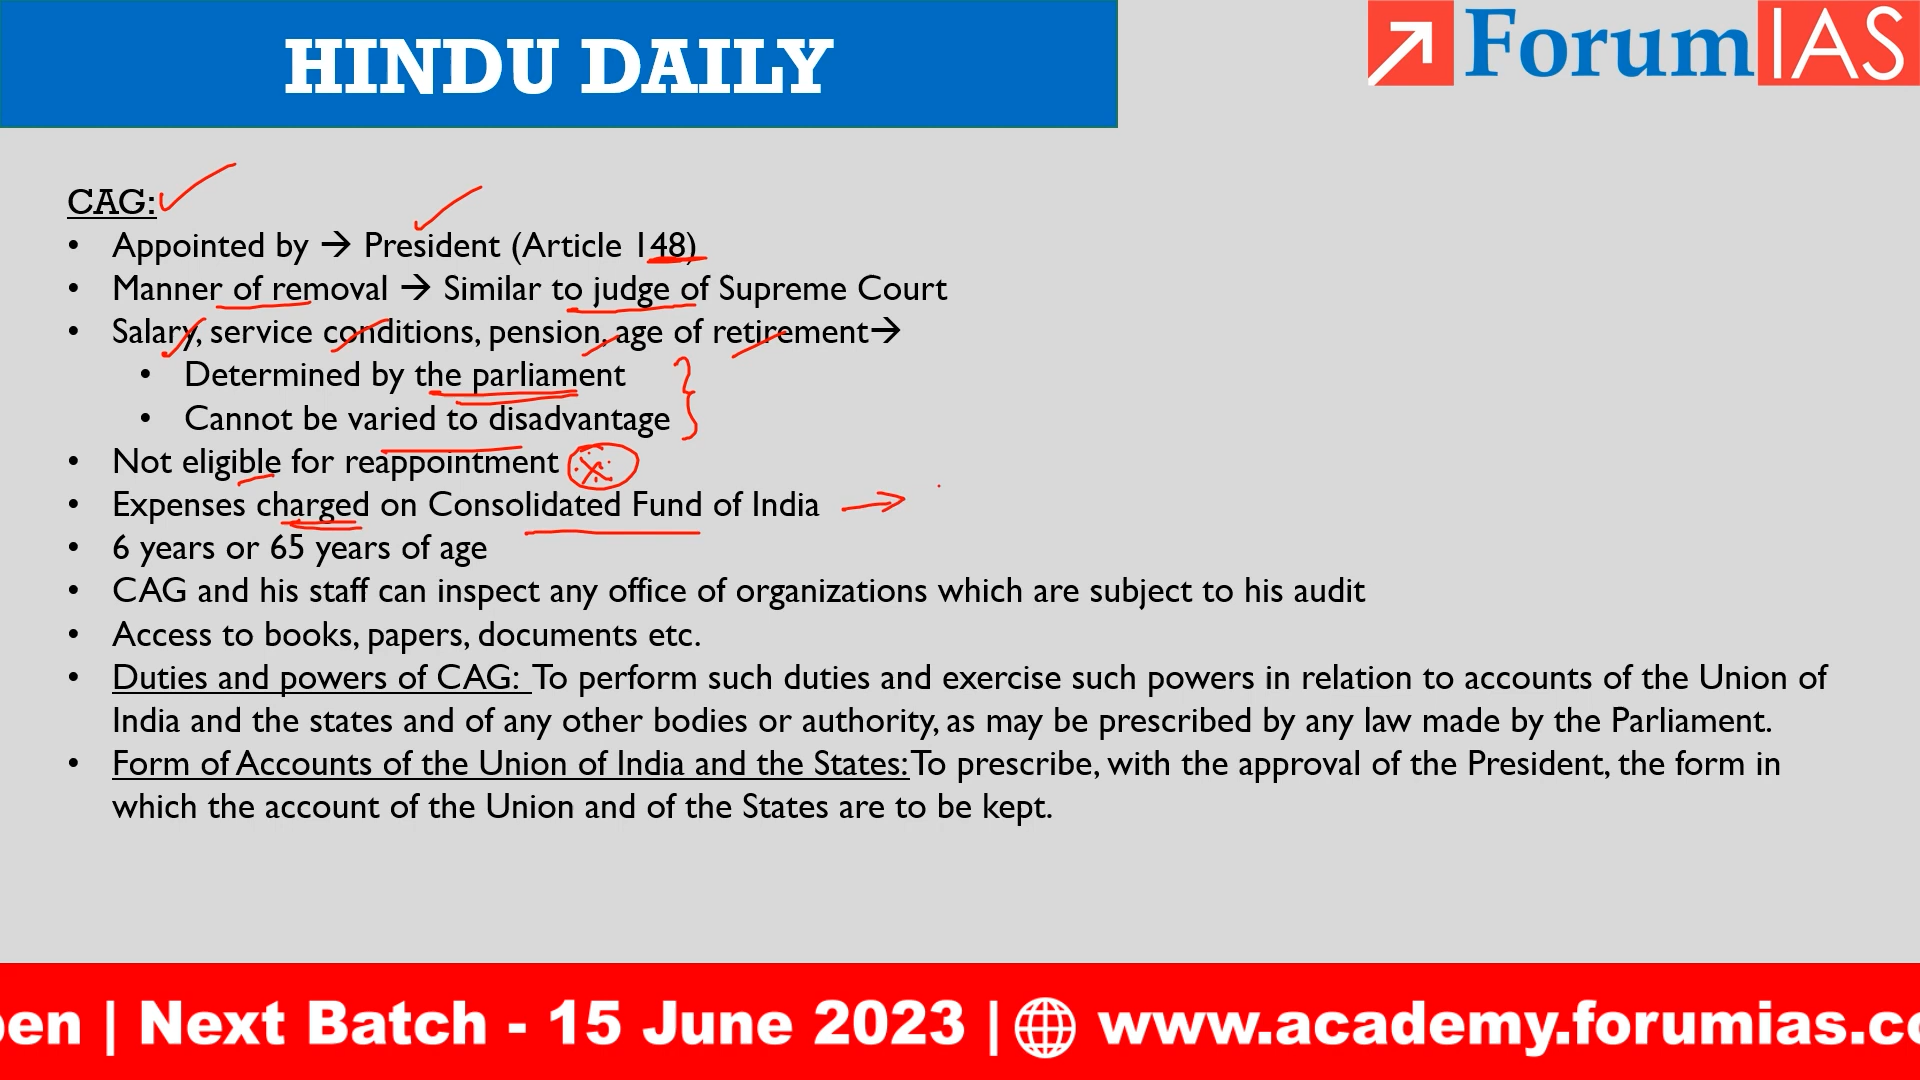 HINDU DAILY
Forum IAS
CAG:
• Appointed by → President (Article 148)
• Manner of removal → Similar to judge of Supreme Court
• Salary, service conditions, pension, age of retirement→
• Determined by the parliament
• Cannot be varied to disadvantage
• Not eligible for reappointment
• Expenses charged on Consolidated Fund of India
• 6 years or 65 years of age
• CAG and his staff can inspect any office of organizations which are subject to his audit
• Access to books, papers, documents etc.
• Duties and powers of CAG: To perform such duties and exercise such powers in relation to accounts of the Union of
India and the states and of any other bodies or authority, as may be prescribed by any law made by the Parliament.
• Form of Accounts of the Union of India and the States: To prescribe, with the approval of the President, the form in
which the account of the Union and of the States are to be kept.
en | Next Batch - 15 June 2023 | www.academy.forumias.c